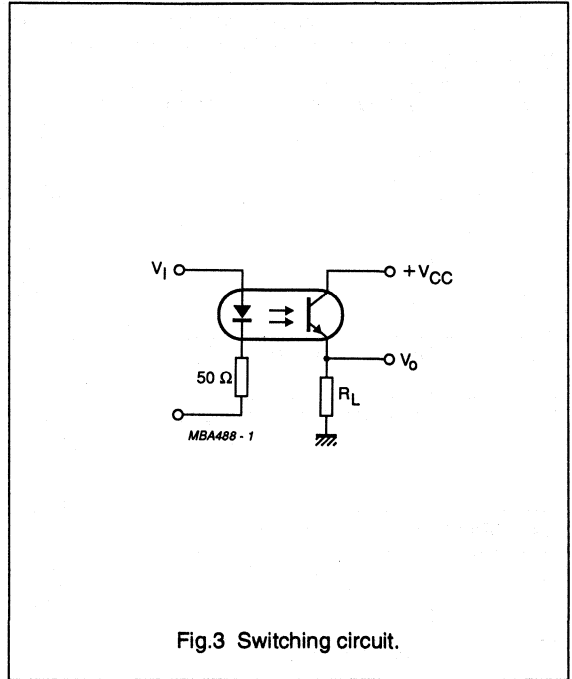 V_I
+V_CC
V_o
50 Ω
R_L
MBA488 - 1
Fig.3 Switching circuit.